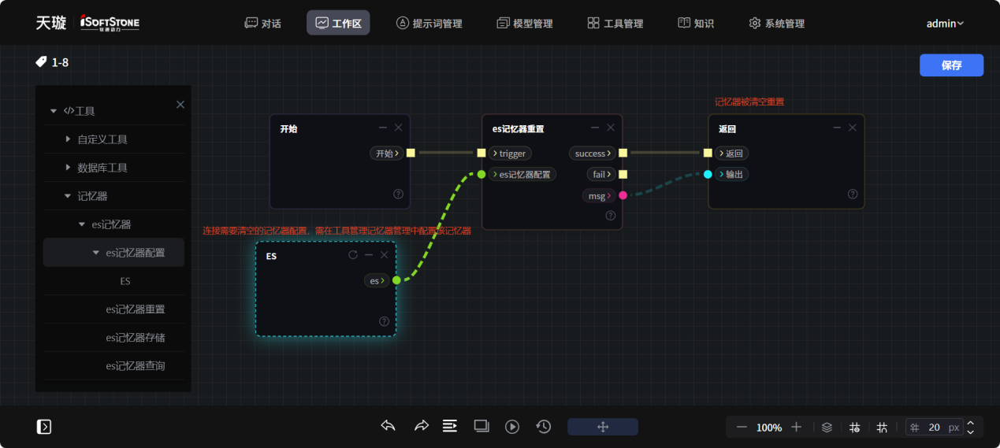 天璇 iSoftStone 软通动力 对话 工作区 提示词管理 模型管理 工具管理 知识 系统管理 admin
1-8 保存
工具
自定义工具
数据库工具
记忆器
es记忆器
es记忆器配置
ES
es记忆器重置
es记忆器存储
es记忆器查询
开始
开始
es记忆器重置
trigger success
es记忆器配置 fail
msg
记忆器被清空重置
返回
返回
输出
连接需要清空的记忆器配置，需在工具管理记忆器管理中配置该记忆器
ES
es
100% 20 px